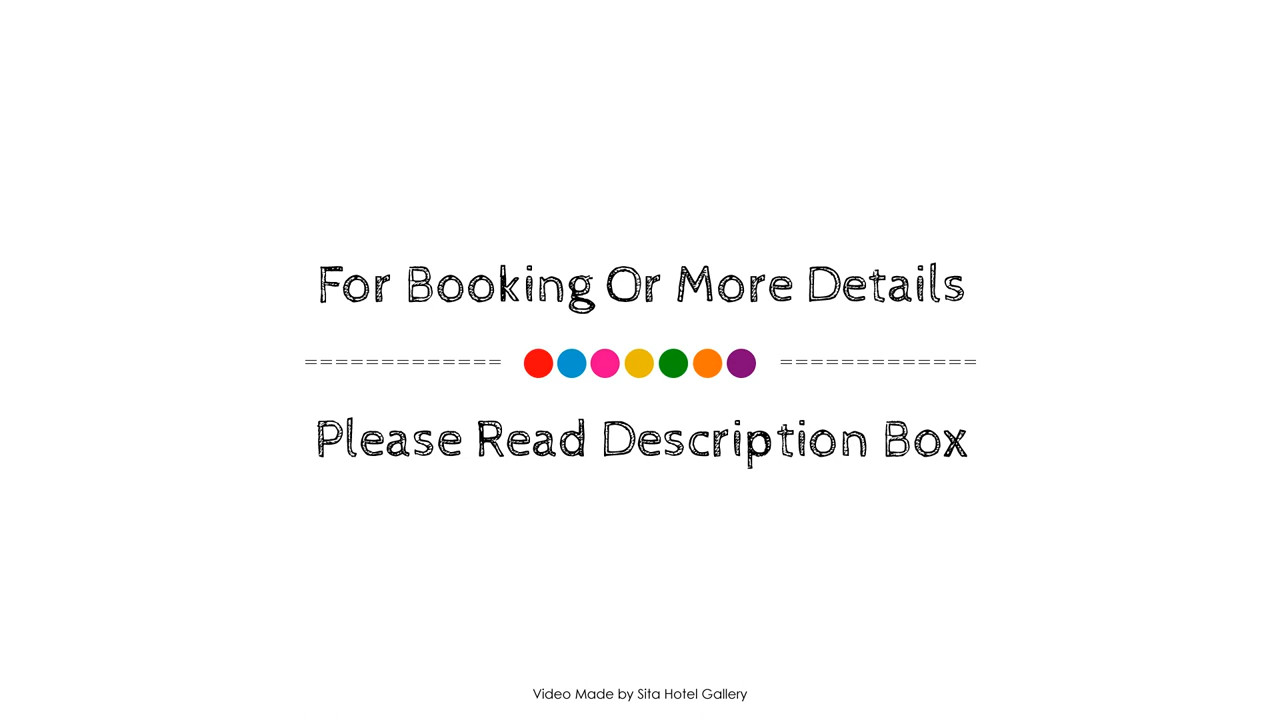 For Booking Or More Details
============= =============
Please Read Description Box
Video Made by Sita Hotel Gallery